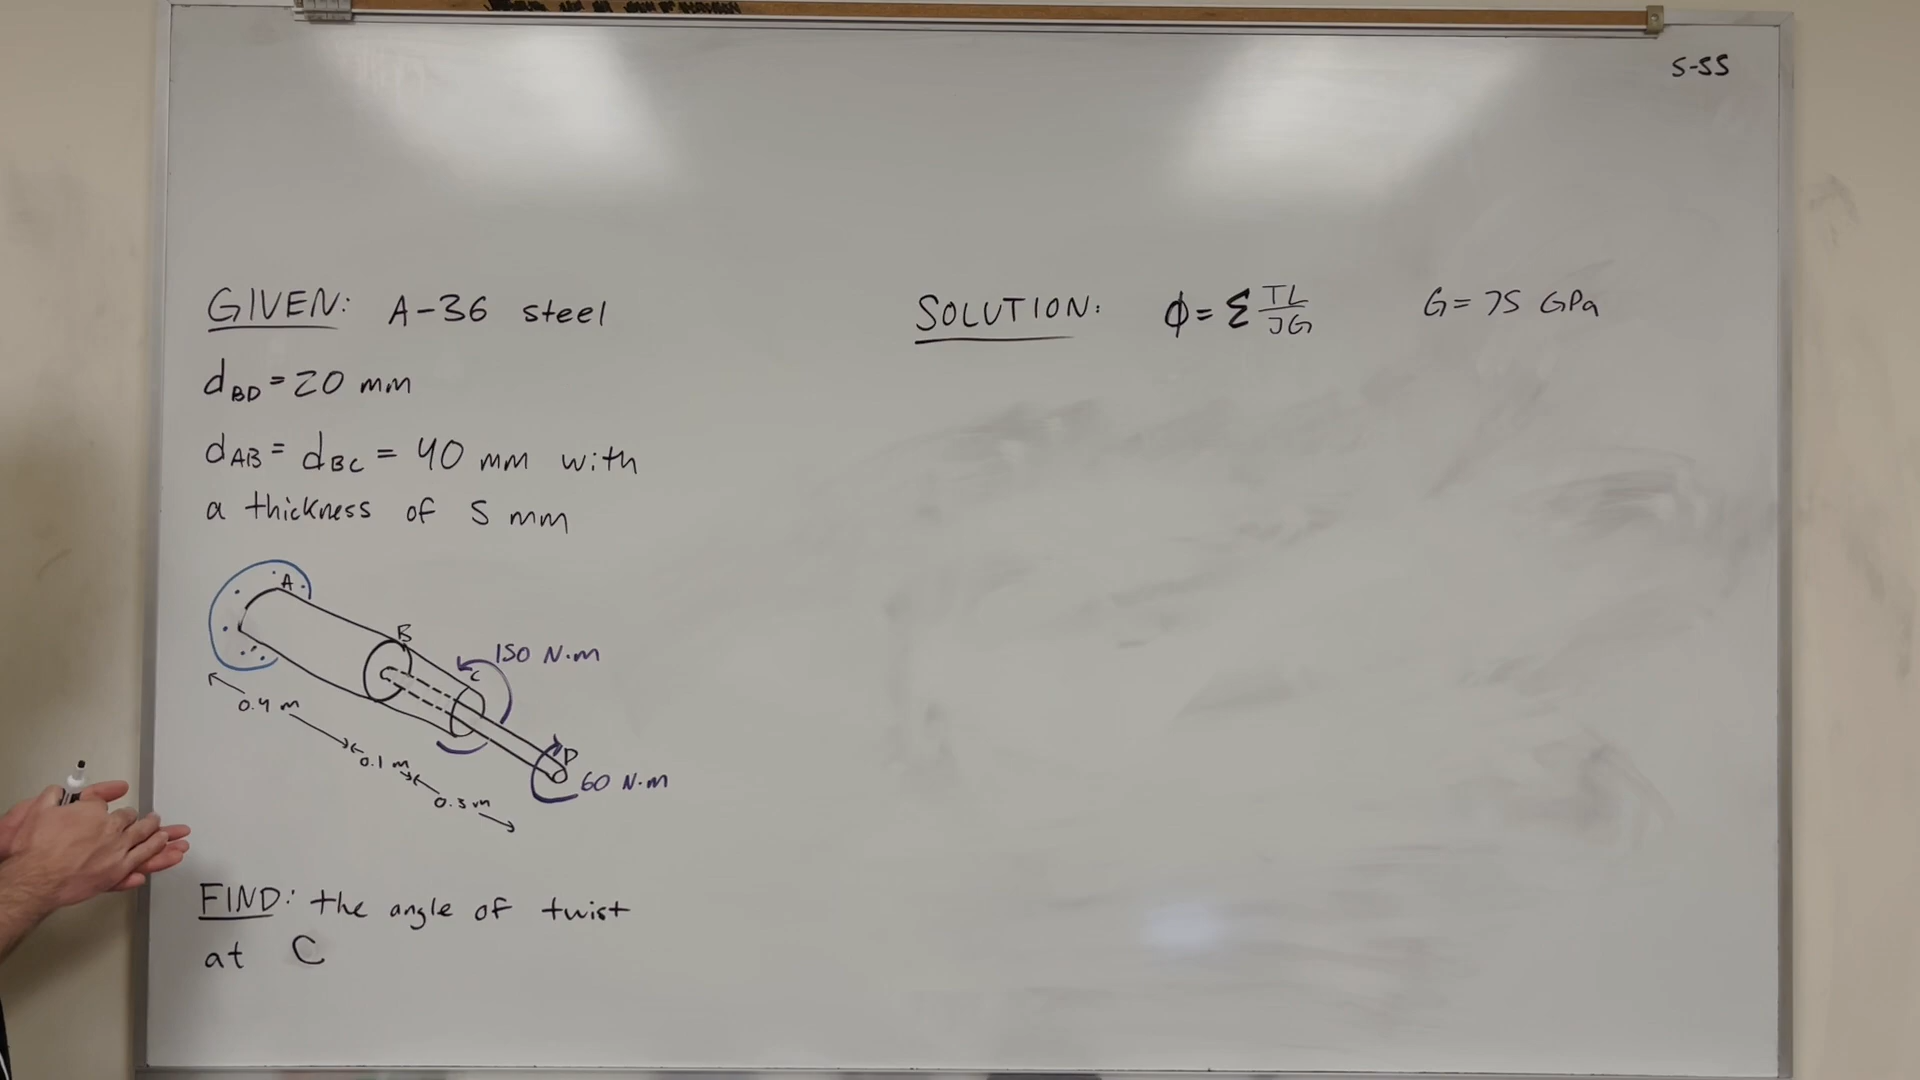 S-55
GIVEN: A-36 steel
d_BD = 20 mm
d_AB = d_BC = 40 mm with
a thickness of 5 mm
A
B
150 N·m
C
0.4 m
0.1 m
0.3 m
D
60 N·m
FIND: the angle of twist
at C
SOLUTION: ϕ = Σ TL/JG G = 75 GPa